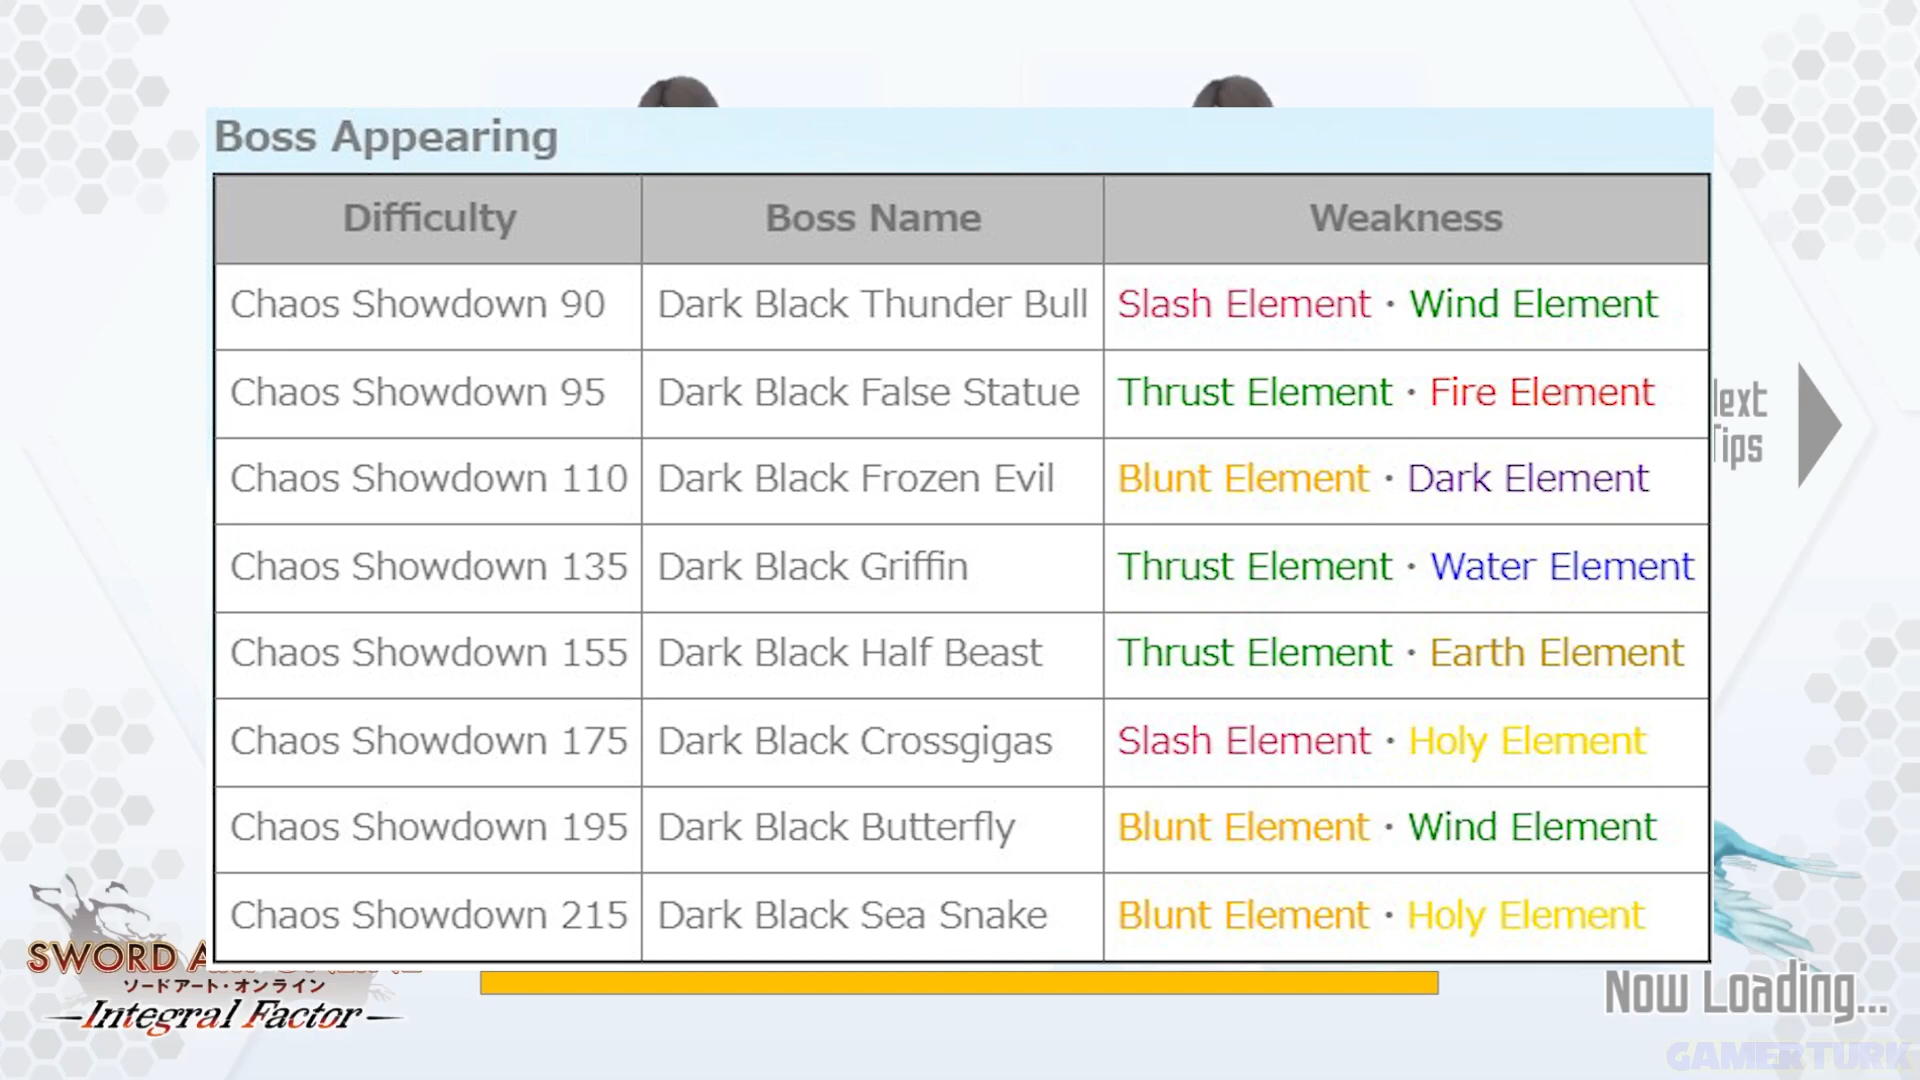 Boss Appearing
Difficulty Boss Name Weakness
Chaos Showdown 90 Dark Black Thunder Bull Slash Element・Wind Element
Chaos Showdown 95 Dark Black False Statue Thrust Element・Fire Element
Chaos Showdown 110 Dark Black Frozen Evil Blunt Element・Dark Element
Chaos Showdown 135 Dark Black Griffin Thrust Element・Water Element
Chaos Showdown 155 Dark Black Half Beast Thrust Element・Earth Element
Chaos Showdown 175 Dark Black Crossgigas Slash Element・Holy Element
Chaos Showdown 195 Dark Black Butterfly Blunt Element・Wind Element
Chaos Showdown 215 Dark Black Sea Snake Blunt Element・Holy Element
SWORD
ソードアート・オンライン
Integral Factor
Now Loading...
GAMERTURK